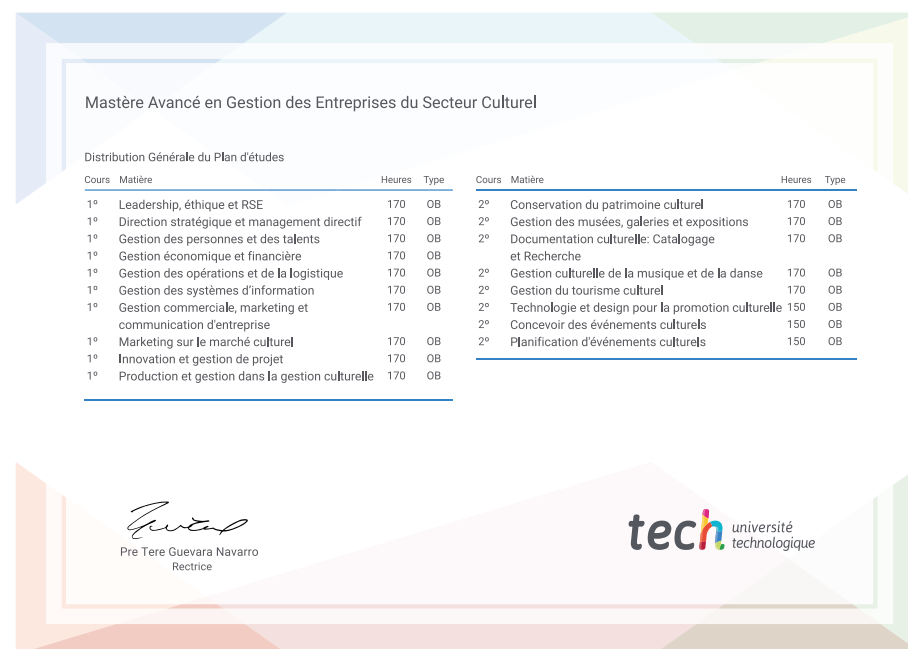 Mastère Avancé en Gestion des Entreprises du Secteur Culturel
Distribution Générale du Plan d'études
Cours Matière Heures Type
1º Leadership, éthique et RSE 170 OB
1º Direction stratégique et management directif 170 OB
1º Gestion des personnes et des talents 170 OB
1º Gestion économique et financière 170 OB
1º Gestion des opérations et de la logistique 170 OB
1º Gestion des systèmes d'information 170 OB
1º Gestion commerciale, marketing et 170 OB
communication d'entreprise
1º Marketing sur le marché culturel 170 OB
1º Innovation et gestion de projet 170 OB
1º Production et gestion dans la gestion culturelle 170 OB
Cours Matière Heures Type
2º Conservation du patrimoine culturel 170 OB
2º Gestion des musées, galeries et expositions 170 OB
2º Documentation culturelle: Catalogage 170 OB
et Recherche
2º Gestion culturelle de la musique et de la danse 170 OB
2º Gestion du tourisme culturel 170 OB
2º Technologie et design pour la promotion culturelle 150 OB
2º Concevoir des événements culturels 150 OB
2º Planification d'événements culturels 150 OB
Pre Tere Guevara Navarro
Rectrice
tech université
technologique